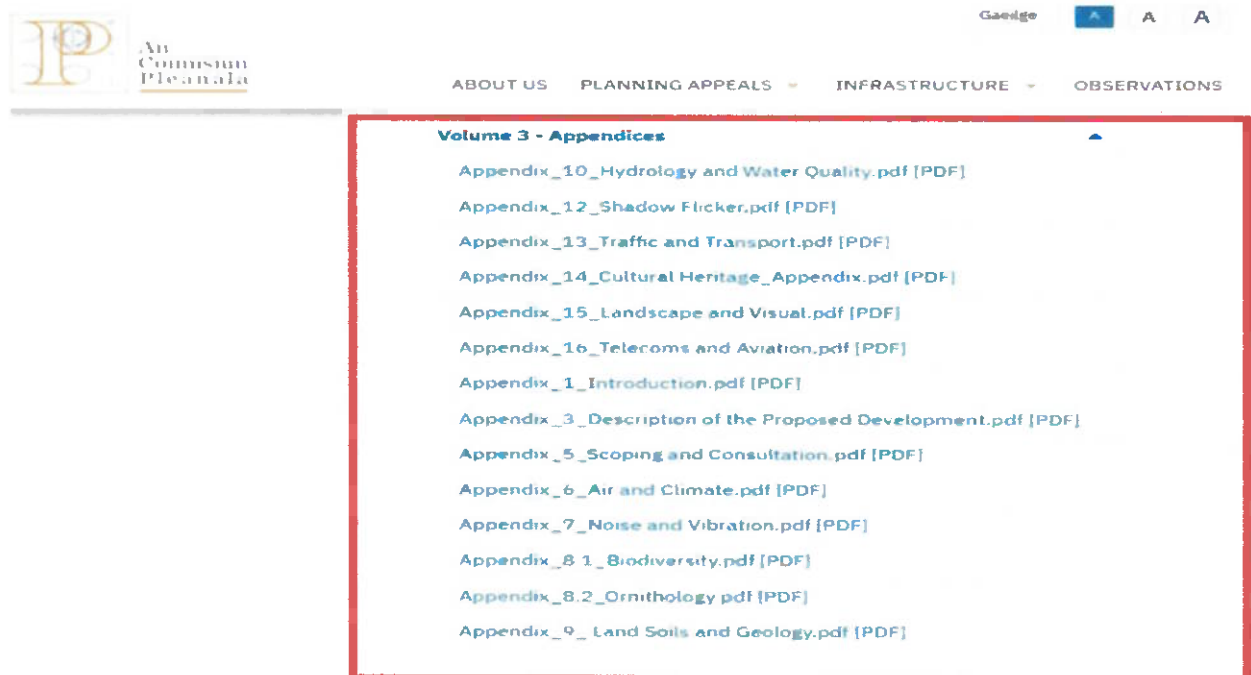 Gaeilge A A A
An
Coimisiún
Pleanála
ABOUT US PLANNING APPEALS INFRASTRUCTURE OBSERVATIONS
Volume 3 - Appendices
Appendix_10_Hydrology and Water Quality.pdf [PDF]
Appendix_12_Shadow Flicker.pdf [PDF]
Appendix_13_Traffic and Transport.pdf [PDF]
Appendix_14_Cultural Heritage_Appendix.pdf [PDF]
Appendix_15_Landscape and Visual.pdf [PDF]
Appendix_16_Telecoms and Aviation.pdf [PDF]
Appendix_1_Introduction.pdf [PDF]
Appendix_3_Description of the Proposed Development.pdf [PDF]
Appendix_5_Scoping and Consultation.pdf [PDF]
Appendix_6_Air and Climate.pdf [PDF]
Appendix_7_Noise and Vibration.pdf [PDF]
Appendix_8.1_Biodiversity.pdf [PDF]
Appendix_8.2_Ornithology.pdf [PDF]
Appendix_9_ Land Soils and Geology.pdf [PDF]